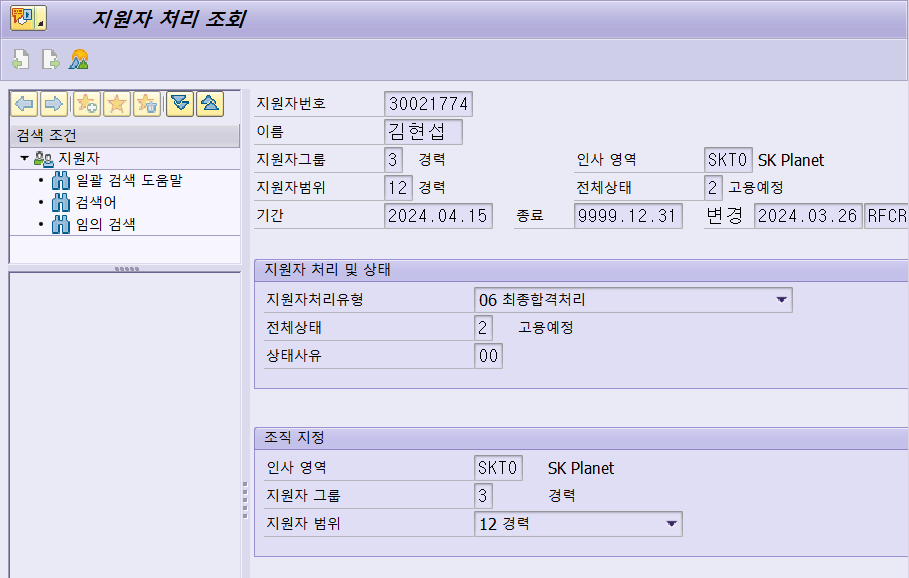 지원자 처리 조회
검색 조건
지원자
일괄 검색 도움말
검색어
임의 검색
지원자번호 30021774
이름 김현섭
지원자그룹 3 경력 인사 영역 SKT0 SK Planet
지원자범위 12 경력 전체상태 2 고용예정
기간 2024.04.15 종료 9999.12.31 변경 2024.03.26 RFCR
지원자 처리 및 상태
지원자처리유형 06 최종합격처리
전체상태 2 고용예정
상태사유 00
조직 지정
인사 영역 SKT0 SK Planet
지원자 그룹 3 경력
지원자 범위 12 경력